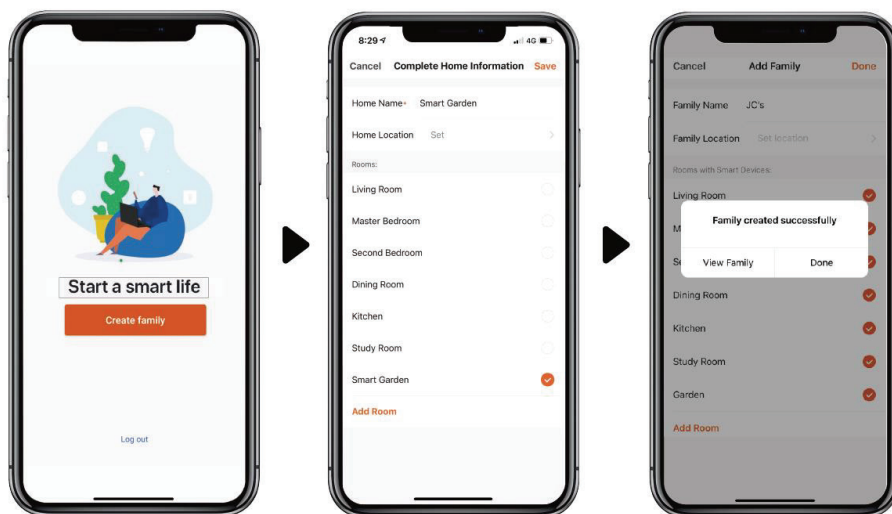 Start a smart life
Create family
Log out
8:29
4G
Cancel Complete Home Information Save
Home Name* Smart Garden
Home Location Set
Rooms:
Living Room
Master Bedroom
Second Bedroom
Dining Room
Kitchen
Study Room
Smart Garden
Add Room
Cancel Add Family Done
Family Name JC's
Family Location Set location
Rooms with Smart Devices:
Living Room
M
Se
Family created successfully
View Family Done
Dining Room
Kitchen
Study Room
Garden
Add Room